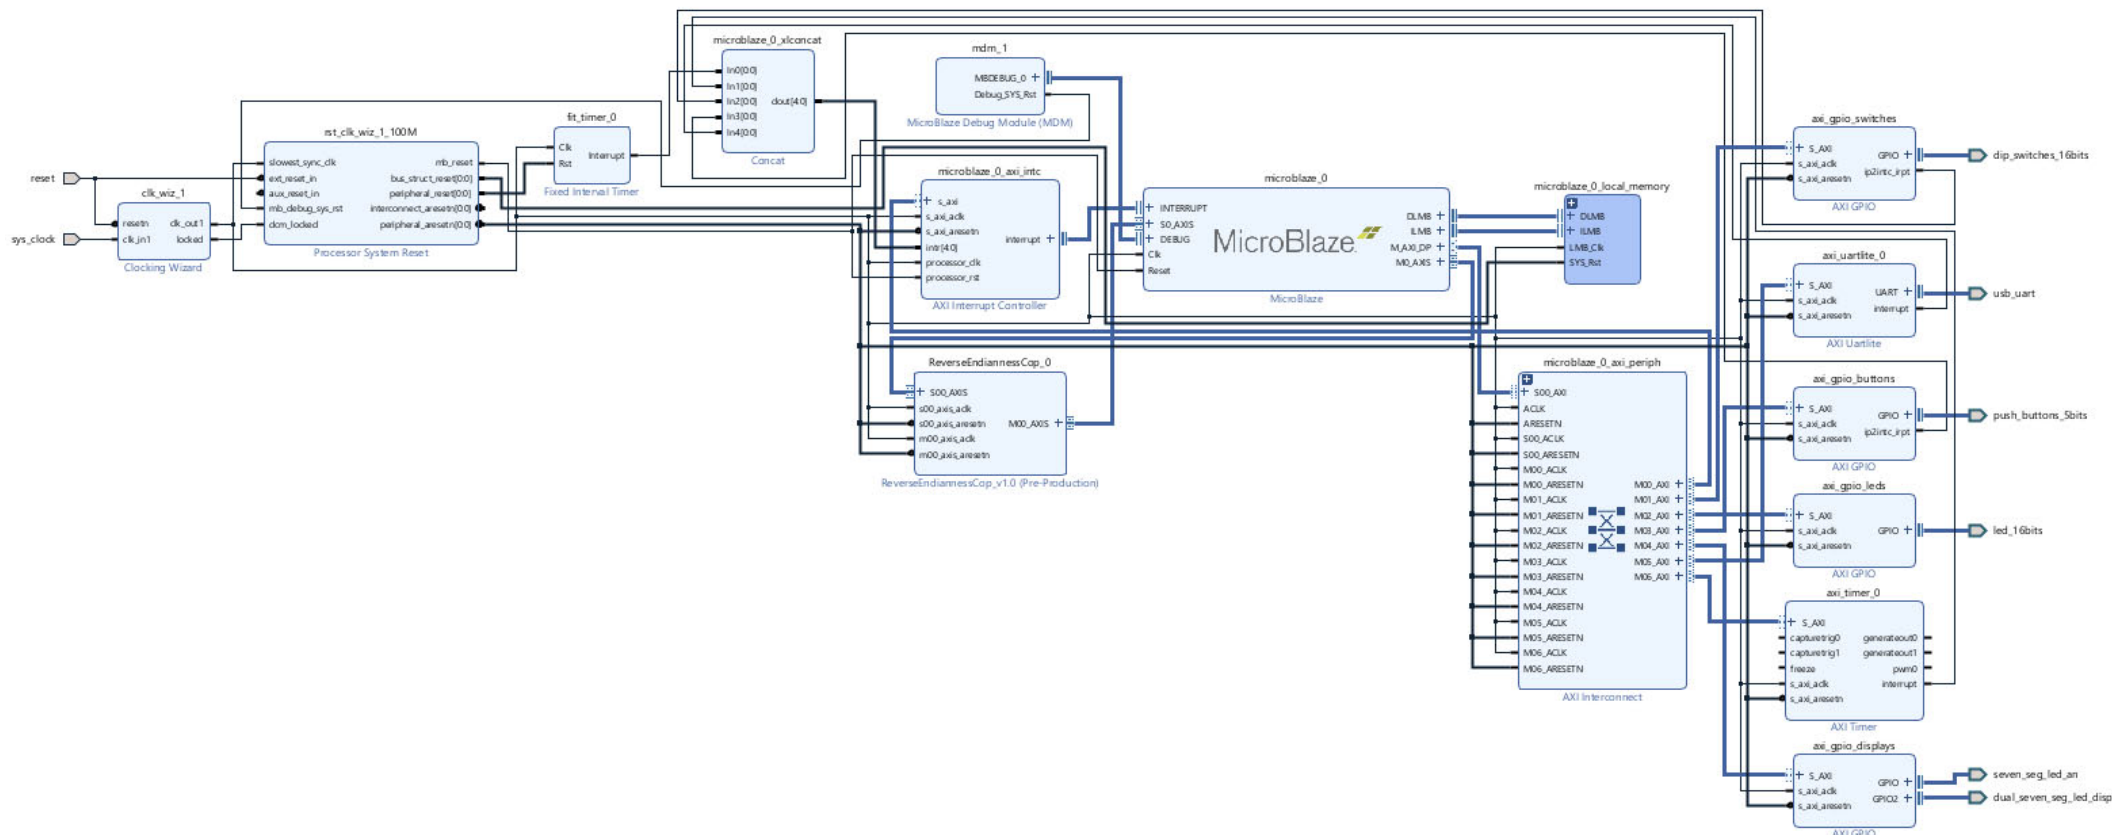 reset
sys_clock
clk_wiz_1
resetn
clk_in1
clk_out1
locked
Clocking Wizard
rst_clk_wiz_1_100M
slowest_sync_clk
ext_reset_in
aux_reset_in
mb_debug_sys_rst
dcm_locked
mb_reset
bus_struct_reset[0:0]
peripheral_reset[0:0]
interconnect_aresetn[0:0]
peripheral_aresetn[0:0]
Processor System Reset
fit_timer_0
Clk
Rst
Interrupt
Fixed Interval Timer
microblaze_0_xlconcat
In0[0:0]
In1[0:0]
In2[0:0]
In3[0:0]
In4[0:0]
dout[4:0]
Concat
mdm_1
MBDEBUG_0
Debug_SYS_Rst
MicroBlaze Debug Module (MDM)
microblaze_0_axi_intc
s_axi
s_axi_aclk
s_axi_aresetn
intr[4:0]
processor_clk
processor_rst
interrupt
AXI Interrupt Controller
microblaze_0
INTERRUPT
S0_AXIS
DEBUG
Clk
Reset
MicroBlaze
DLMB
ILMB
M_AXI_DP
M0_AXIS
MicroBlaze
microblaze_0_local_memory
DLMB
ILMB
LMB_Clk
SYS_Rst
ReverseEndiannessCop_0
S00_AXIS
s00_axis_aclk
s00_axis_aresetn
m00_axis_aclk
m00_axis_aresetn
M00_AXIS
ReverseEndiannessCop_v1.0 (Pre-Production)
microblaze_0_axi_periph
S00_AXI
ACLK
ARESETN
S00_ACLK
S00_ARESETN
M00_ACLK
M00_ARESETN
M01_ACLK
M01_ARESETN
M02_ACLK
M02_ARESETN
M03_ACLK
M03_ARESETN
M04_ACLK
M04_ARESETN
M05_ACLK
M05_ARESETN
M06_ACLK
M06_ARESETN
M00_AXI
M01_AXI
M02_AXI
M03_AXI
M04_AXI
M05_AXI
M06_AXI
AXI Interconnect
axi_gpio_switches
S_AXI
s_axi_aclk
s_axi_aresetn
GPIO
ip2intc_irpt
AXI GPIO
dip_switches_16bits
axi_uartlite_0
S_AXI
s_axi_aclk
s_axi_aresetn
UART
interrupt
AXI Uartlite
usb_uart
axi_gpio_buttons
S_AXI
s_axi_aclk
s_axi_aresetn
GPIO
ip2intc_irpt
AXI GPIO
push_buttons_5bits
axi_gpio_leds
S_AXI
s_axi_aclk
s_axi_aresetn
GPIO
AXI GPIO
led_16bits
axi_timer_0
S_AXI
capturetrig0
capturetrig1
freeze
s_axi_aclk
s_axi_aresetn
generateout0
generateout1
pwm0
interrupt
AXI Timer
axi_gpio_displays
S_AXI
s_axi_aclk
s_axi_aresetn
GPIO
GPIO2
AXI GPIO
seven_seg_led_an
dual_seven_seg_led_disp